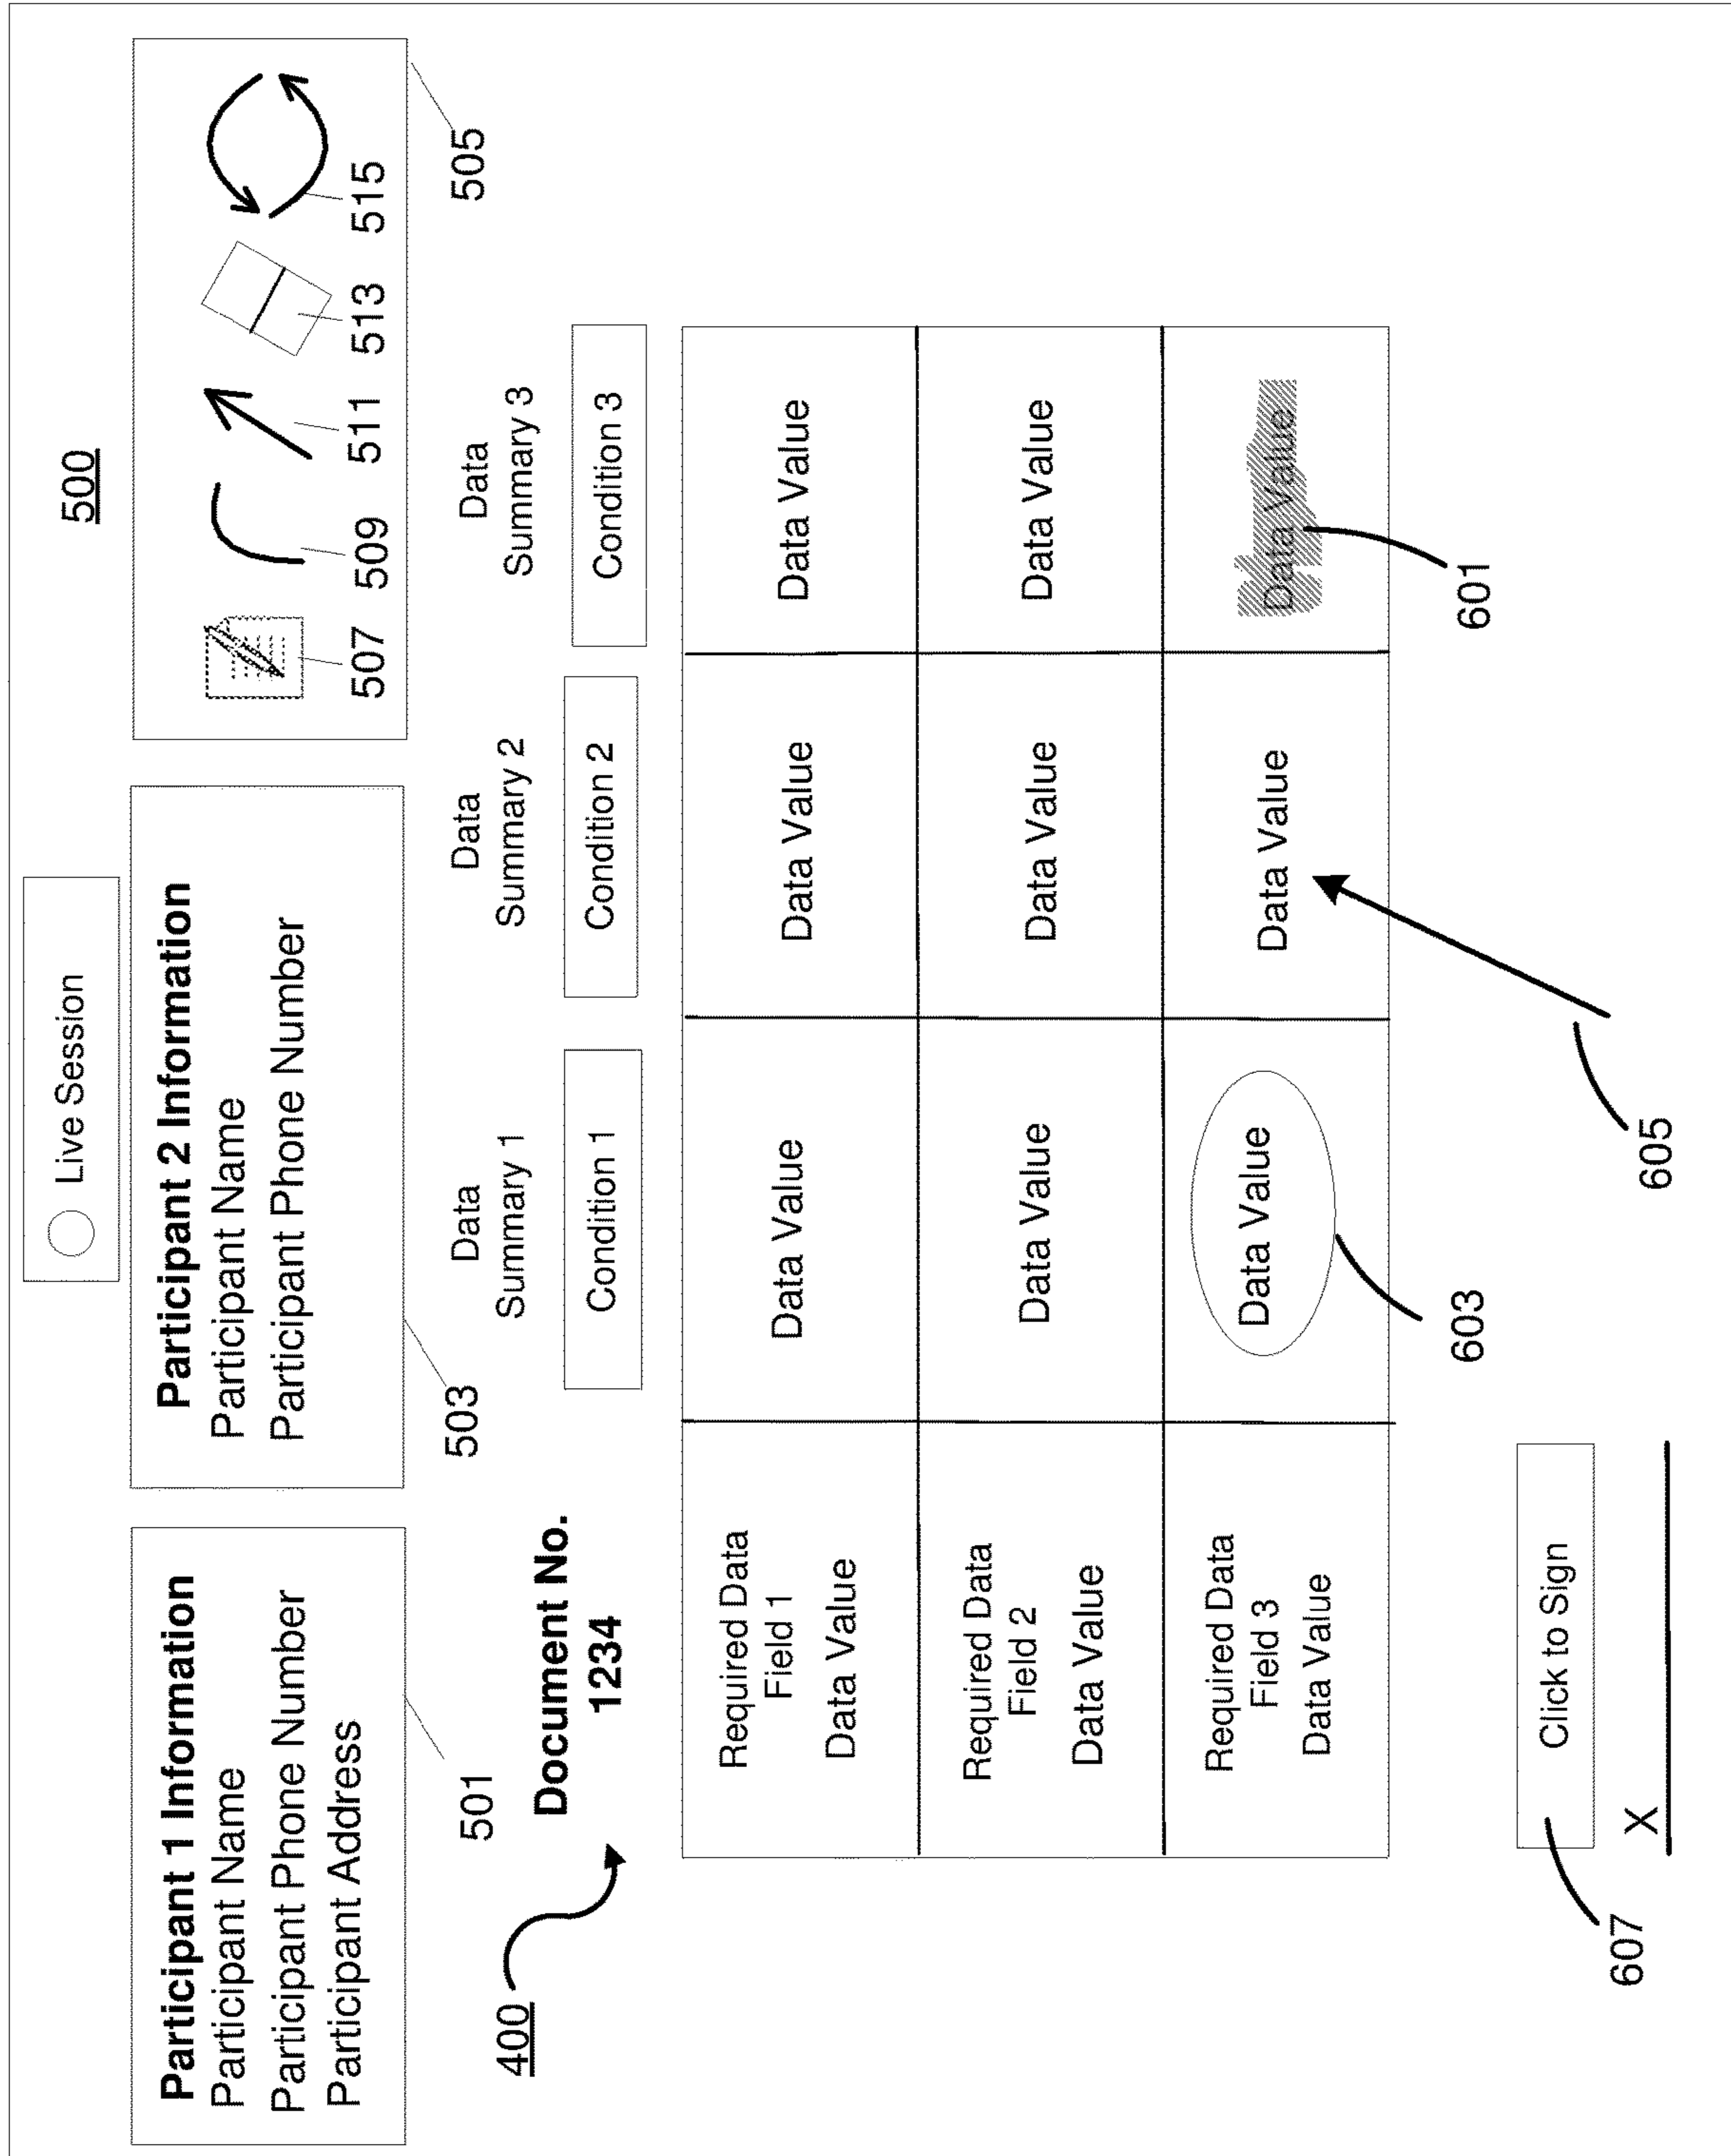 500
Live Session
Participant 1 Information
Participant Name
Participant Phone Number
Participant Address
501
Participant 2 Information
Participant Name
Participant Phone Number
503
507 509 511 513 515
505
400
Document No.
1234
Data
Summary 1
Data
Summary 2
Data
Summary 3
Condition 1
Condition 2
Condition 3
Required Data
Field 1
Data Value
Data Value
Data Value
Data Value
Required Data
Field 2
Data Value
Data Value
Data Value
Data Value
Required Data
Field 3
Data Value
Data Value
Data Value
Data Value
603
601
605
607
Click to Sign
X